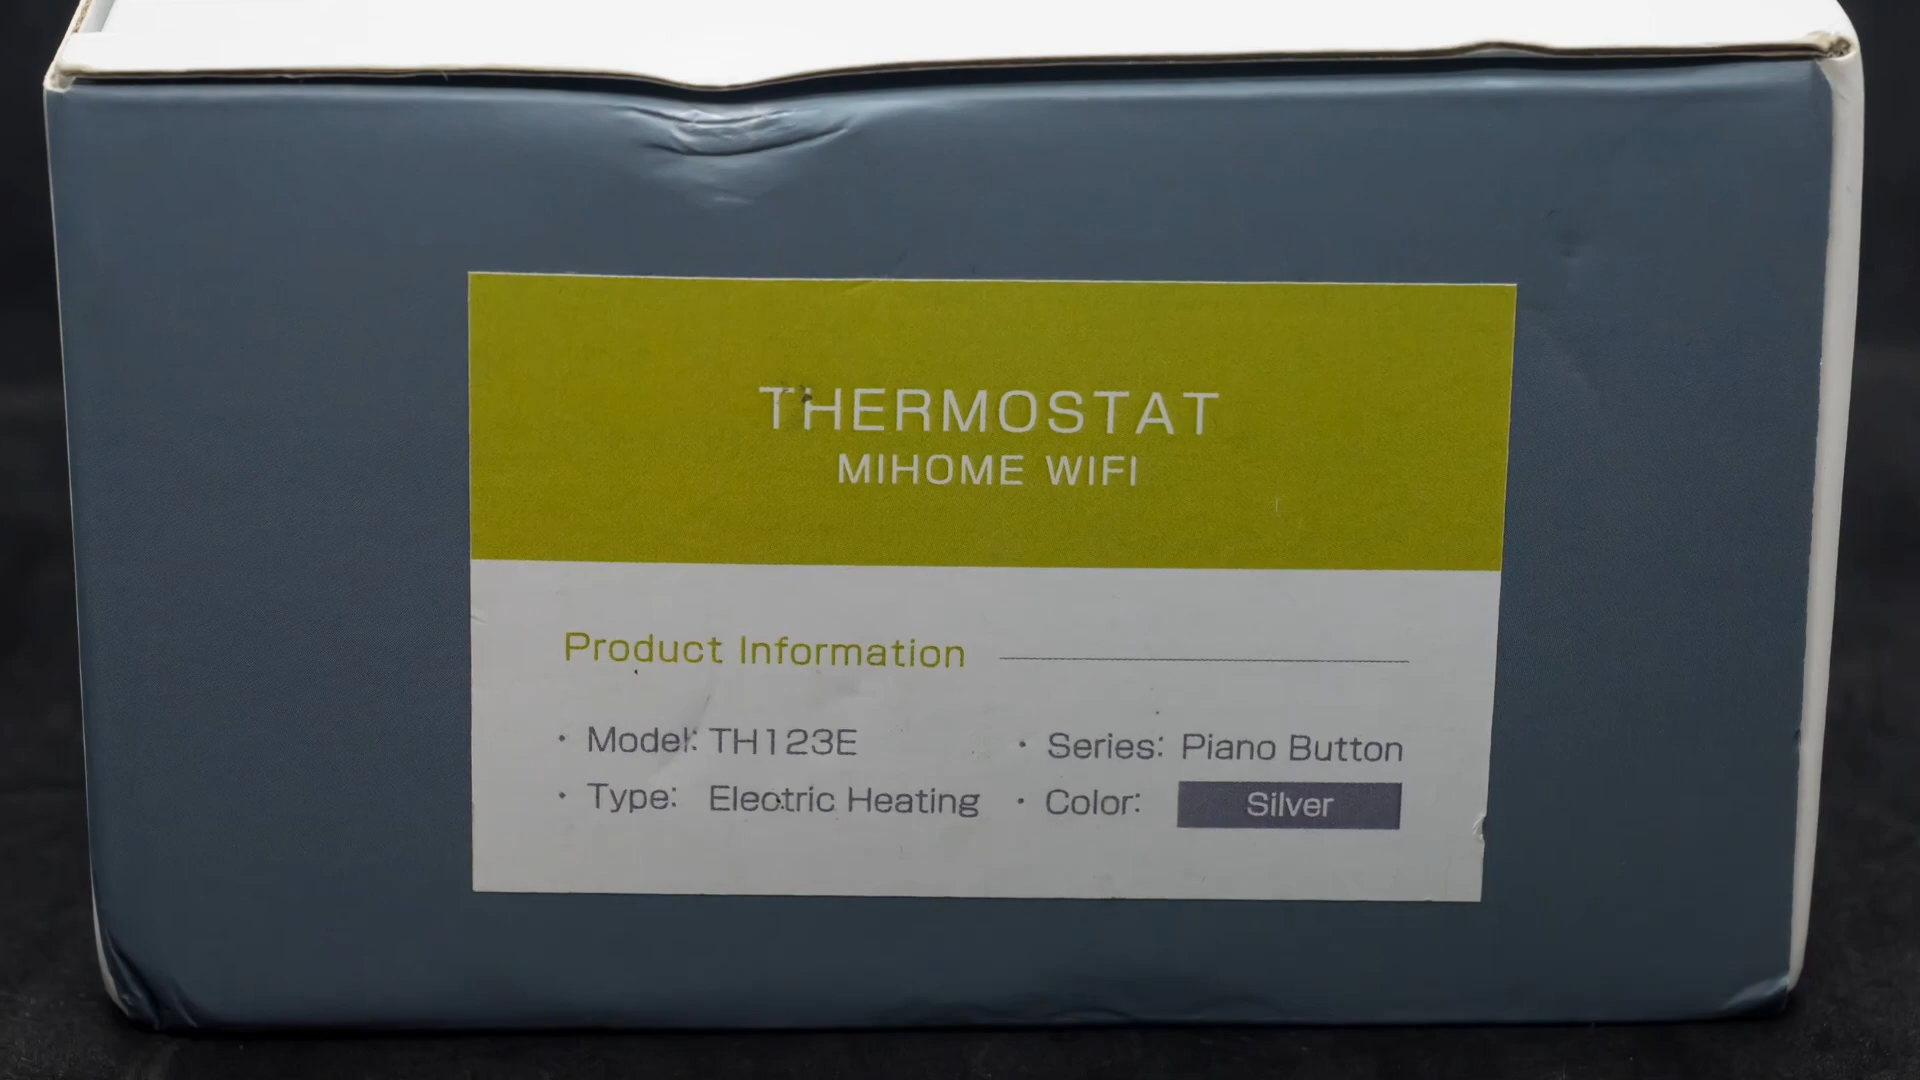 THERMOSTAT
MIHOME WIFI
Product Information
• Model: TH123E • Series: Piano Button
• Type: Electric Heating • Color: Silver